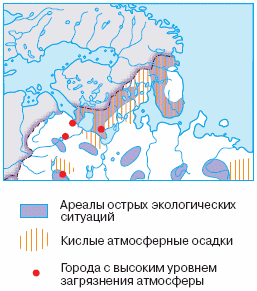 Ареалы острых экологических
ситуаций
Кислые атмосферные осадки
Города с высоким уровнем
загрязнения атмосферы